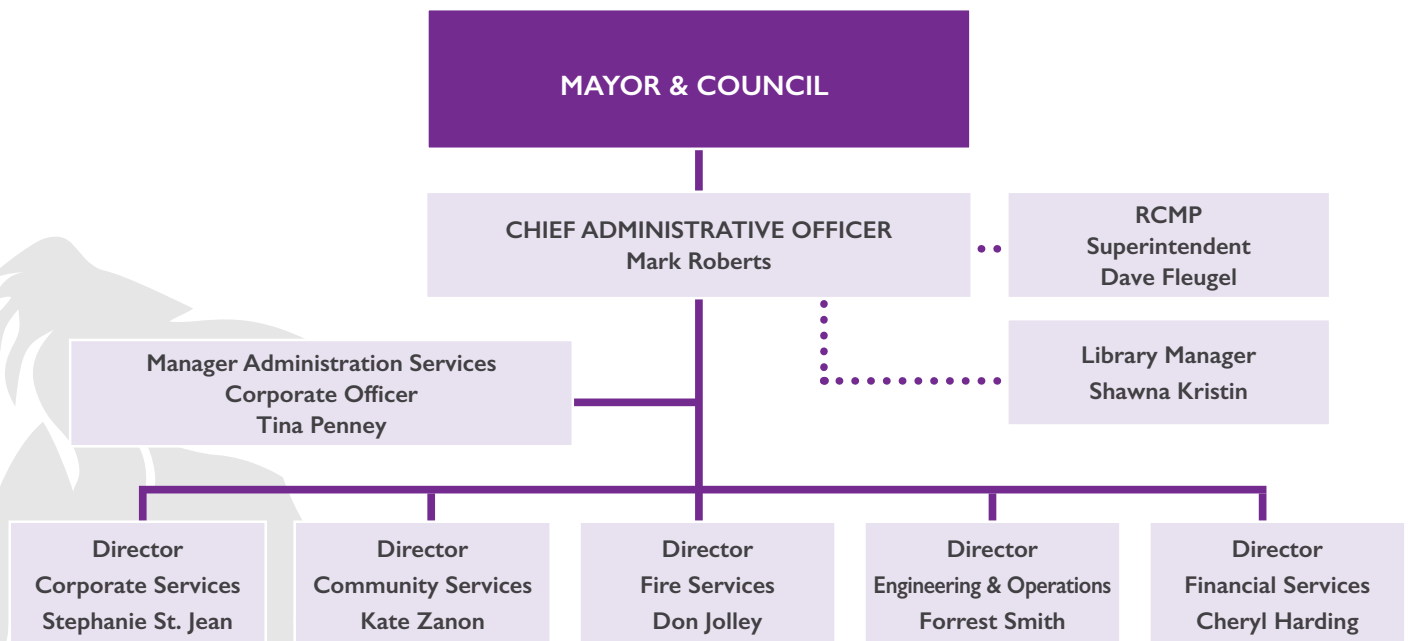 MAYOR & COUNCIL
CHIEF ADMINISTRATIVE OFFICER
Mark Roberts
RCMP
Superintendent
Dave Fleugel
Library Manager
Shawna Kristin
Manager Administration Services
Corporate Officer
Tina Penney
Director
Corporate Services
Stephanie St. Jean
Director
Community Services
Kate Zanon
Director
Fire Services
Don Jolley
Director
Engineering & Operations
Forrest Smith
Director
Financial Services
Cheryl Harding